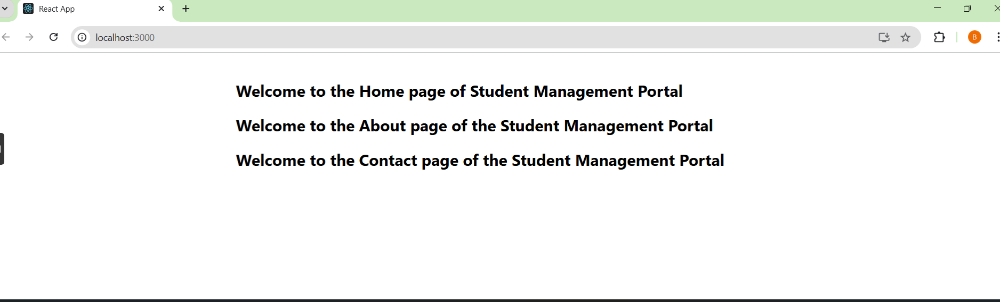 React App
localhost:3000
B
Welcome to the Home page of Student Management Portal
Welcome to the About page of the Student Management Portal
Welcome to the Contact page of the Student Management Portal